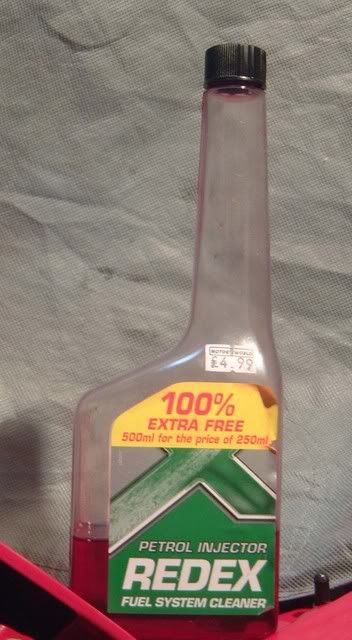 MOTOR WORLD
£4.99
100%
EXTRA FREE
500ml for the price of 250ml
PETROL INJECTOR
REDEX
FUEL SYSTEM CLEANER